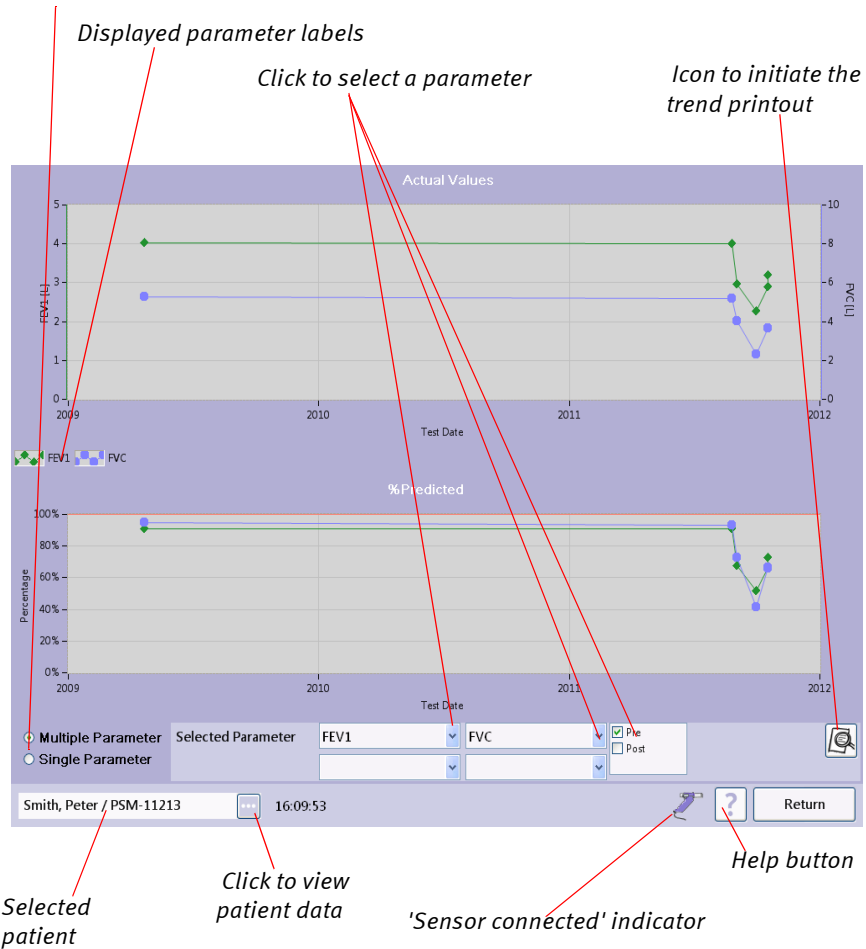 Displayed parameter labels
Click to select a parameter
Icon to initiate the
trend printout
Actual Values
5
4
3
2
1
0
FEV1 [L]
10
8
6
4
2
0
FVC [L]
2009
2010
2011
2012
Test Date
FEV1
FVC
%Predicted
100%
80%
60%
40%
20%
0%
Percentage
2009
2010
2011
2012
Test Date
Multiple Parameter
Single Parameter
Selected Parameter
FEV1
FVC
Pre
Post
Smith, Peter / PSM-11213
...
16:09:53
?
Return
Selected
patient
Click to view
patient data
'Sensor connected' indicator
Help button